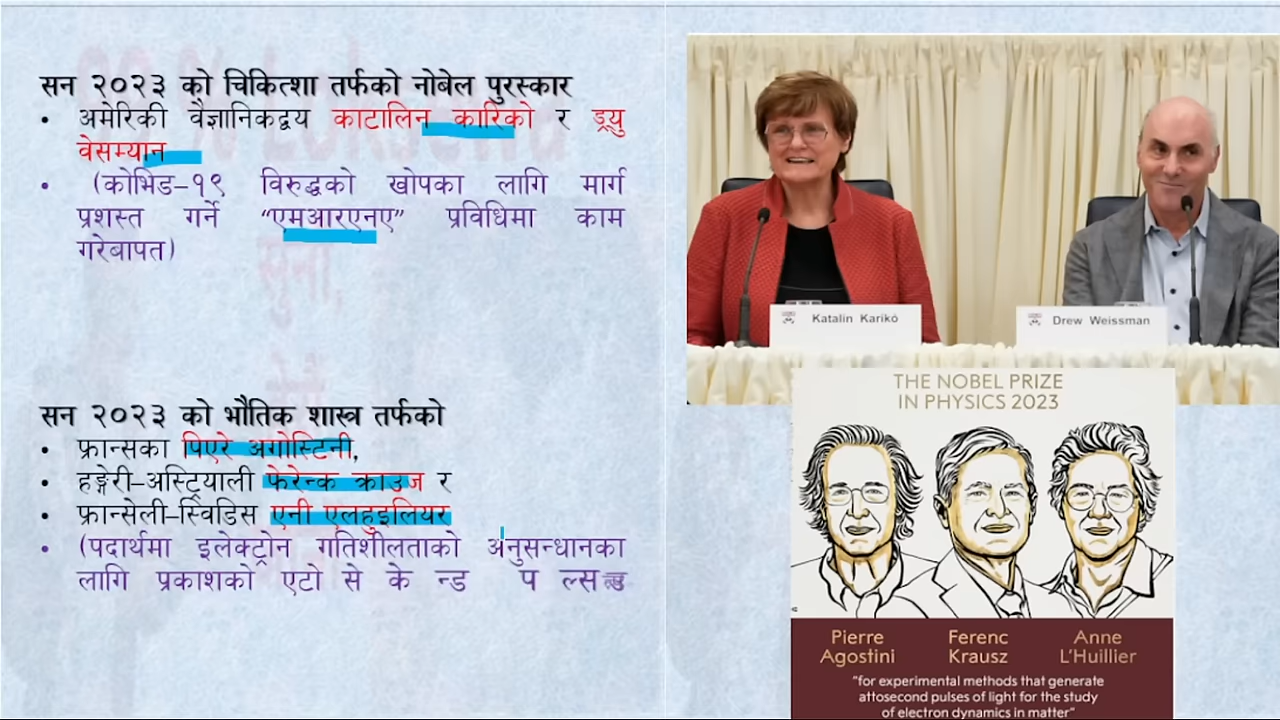 सन २०२३ को चिकित्शा तर्फको नोबेल पुरस्कार
• अमेरिकी वैज्ञानिकद्वय काटालिन कारिको र ड्र्यु
वेसम्यान
• (कोभिड–१९ विरुद्धको खोपका लागि मार्ग
प्रशस्त गर्ने “एमआरएनए” प्रविधिमा काम
गरेबापत)
सन २०२३ को भौतिक शास्त्र तर्फको
• फ्रान्सका पिएरे अगोस्टिनी,
• हङ्गेरी–अस्ट्रियाली फेरेन्क क्राउज र
• फ्रान्सेली–स्विडिस एनी एलहुइलियर
• (पदार्थमा इलेक्ट्रोन गतिशीलताको अनुसन्धानका
लागि प्रकाशको एटो से के न्ड प ल्स
Katalin Karikó
Drew Weissman
THE NOBEL PRIZE
IN PHYSICS 2023
Pierre
Agostini
Ferenc
Krausz
Anne
L’Huillier
“for experimental methods that generate
attosecond pulses of light for the study
of electron dynamics in matter”